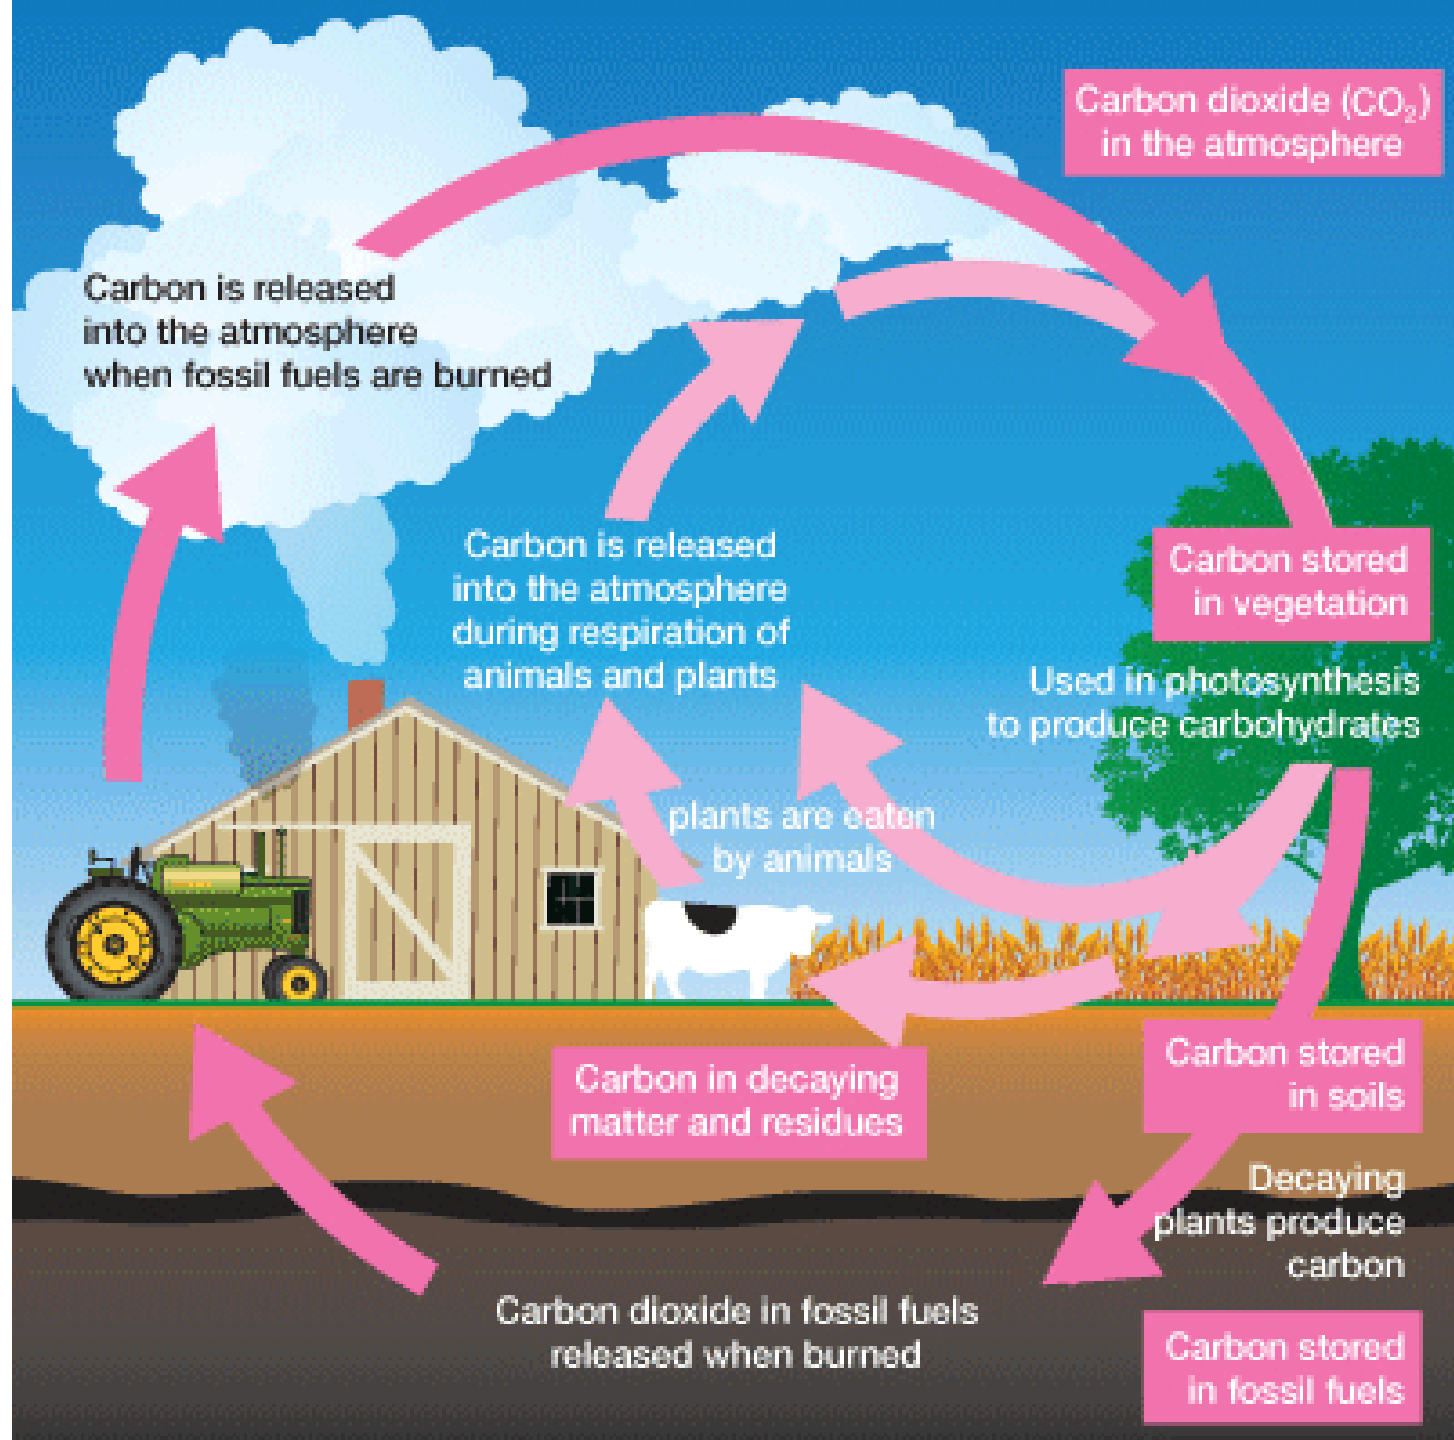 Carbon dioxide (CO₂)
in the atmosphere
Carbon is released
into the atmosphere
when fossil fuels are burned
Carbon is released
into the atmosphere
during respiration of
animals and plants
Carbon stored
in vegetation
Used in photosynthesis
to produce carbohydrates
plants are eaten
by animals
Carbon in decaying
matter and residues
Carbon stored
in soils
Decaying
plants produce
carbon
Carbon dioxide in fossil fuels
released when burned
Carbon stored
in fossil fuels